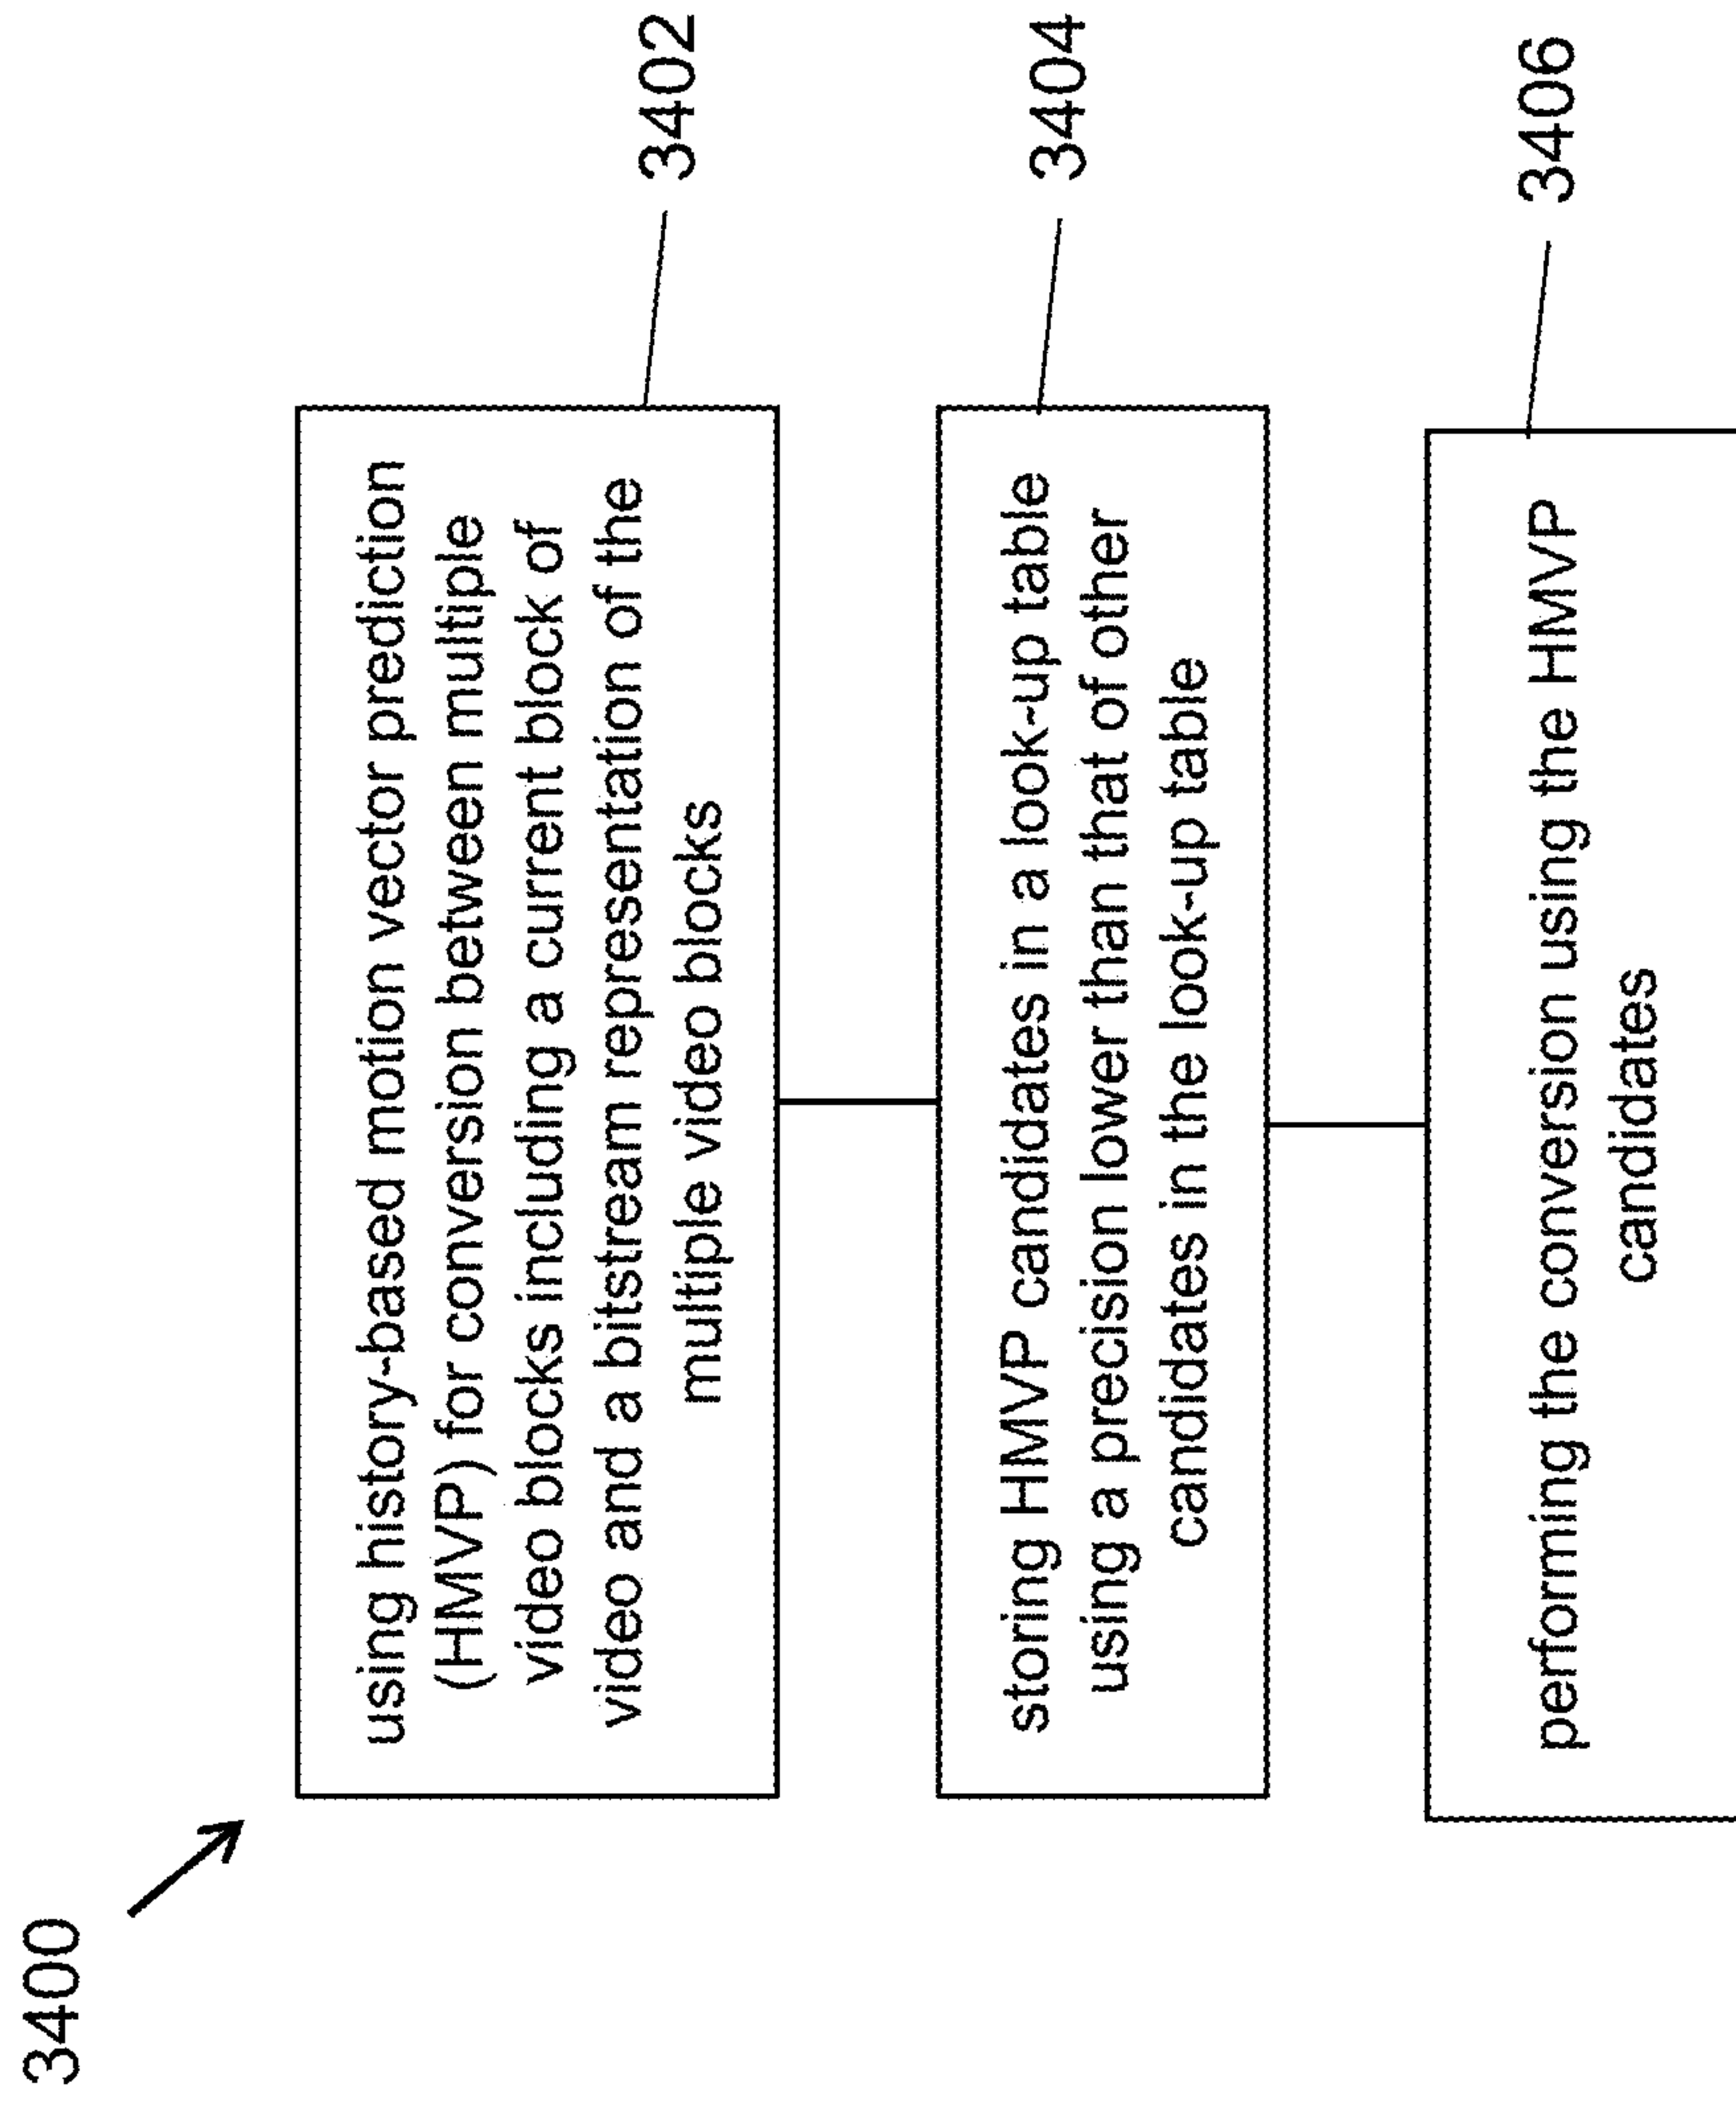 3400
using history-based motion vector prediction
(HMVP) for conversion between multiple
video blocks including a current block of
video and a bitstream representation of the
multiple video blocks
3402
storing HMVP candidates in a look-up table
using a precision lower than that of other
candidates in the look-up table
3404
performing the conversion using the HMVP
candidates
3406